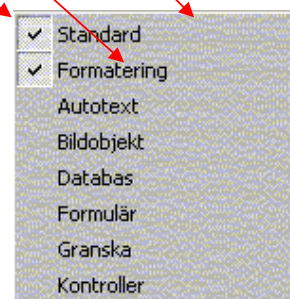 Standard
Formatering
Autotext
Bildobjekt
Databas
Formulär
Granska
Kontroller